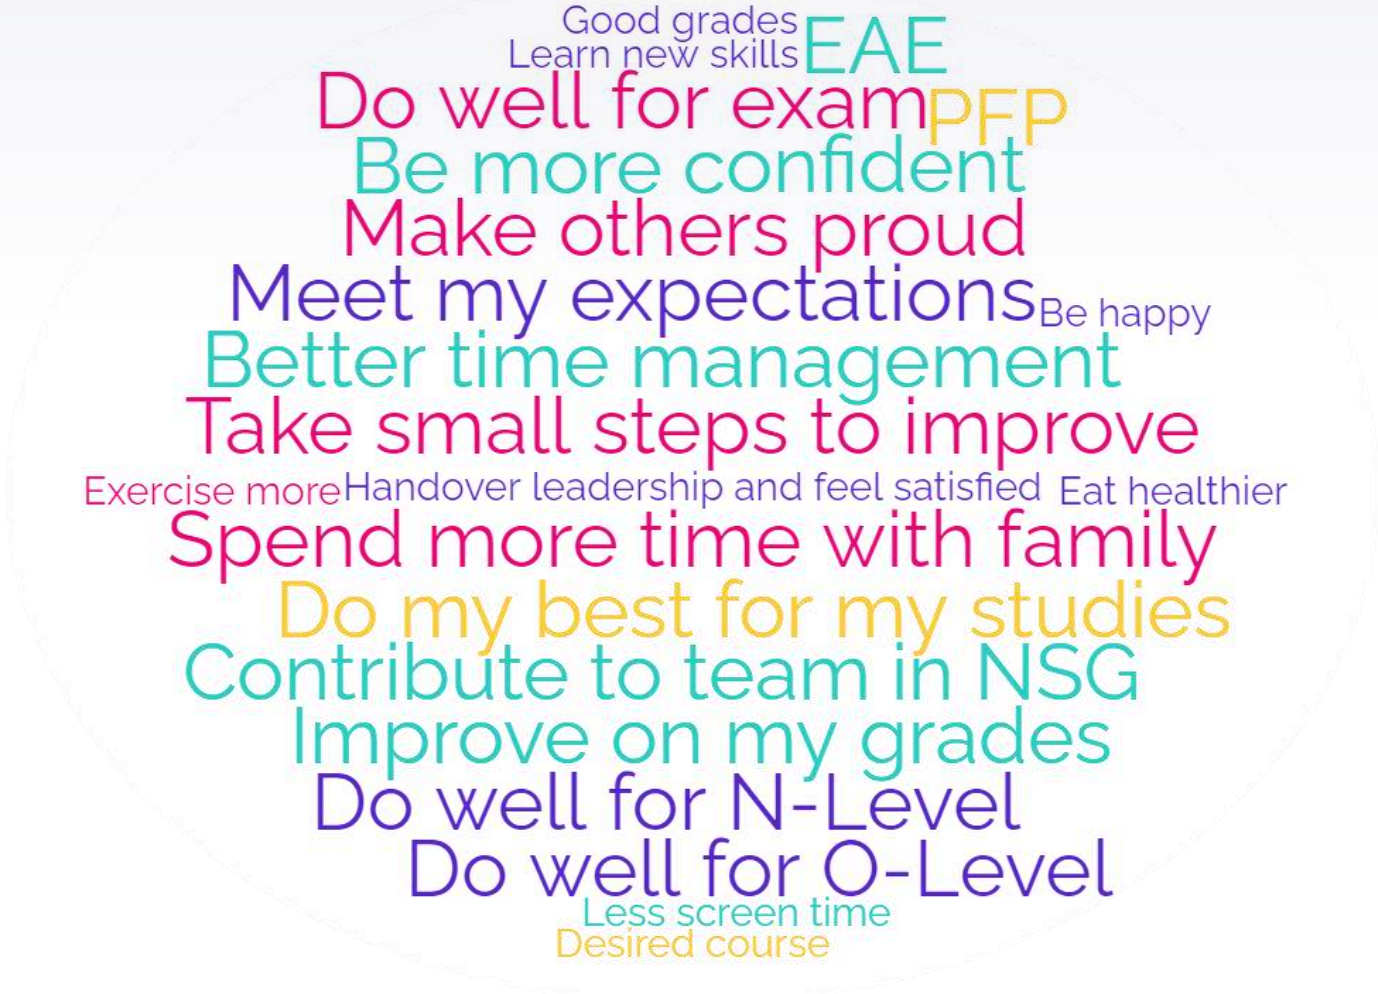 Good grades
Learn new skills
EAE
Do well for exam
PFP
Be more confident
Make others proud
Meet my expectations
Be happy
Better time management
Take small steps to improve
Exercise more
Handover leadership and feel satisfied
Eat healthier
Spend more time with family
Do my best for my studies
Contribute to team in NSG
Improve on my grades
Do well for N-Level
Do well for O-Level
Less screen time
Desired course